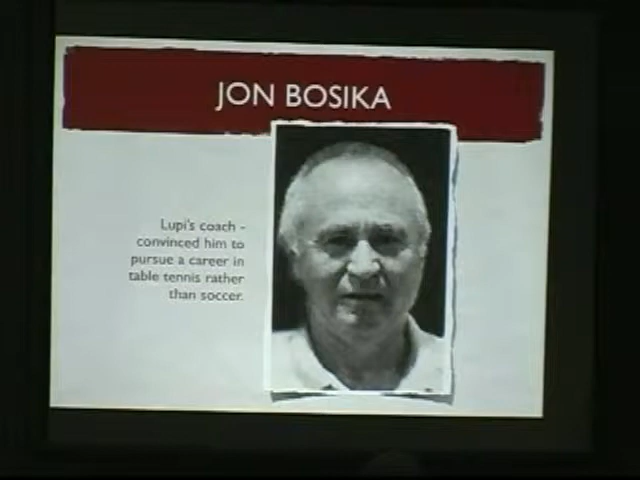 JON BOSIKA
Lupi's coach -
convinced him to
pursue a career in
table tennis rather
than soccer.